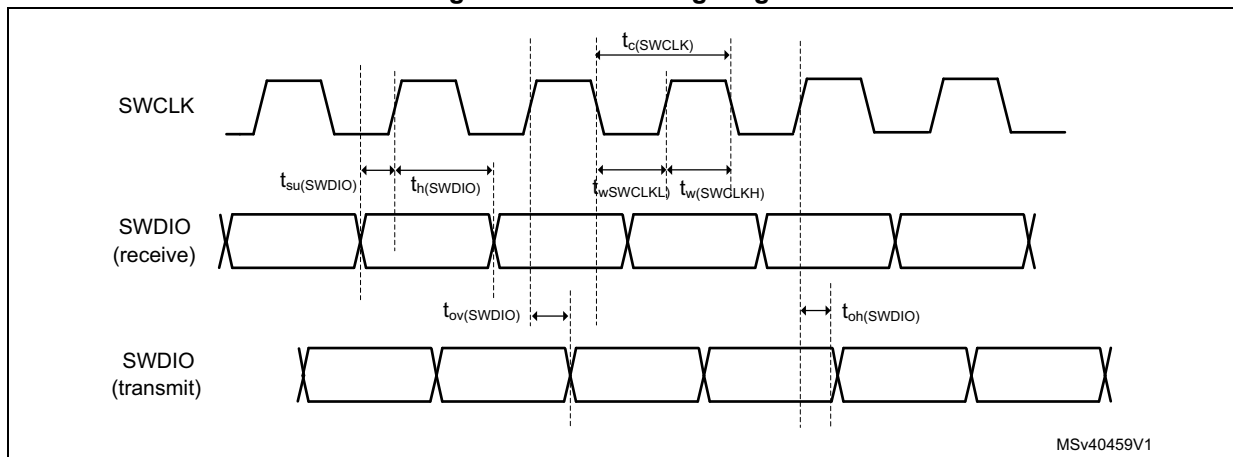 tc(SWCLK)
SWCLK
tsu(SWDIO) th(SWDIO) twSWCLKL) tw(SWCLKH)
SWDIO
(receive)
tov(SWDIO) toh(SWDIO)
SWDIO
(transmit)
MSv40459V1